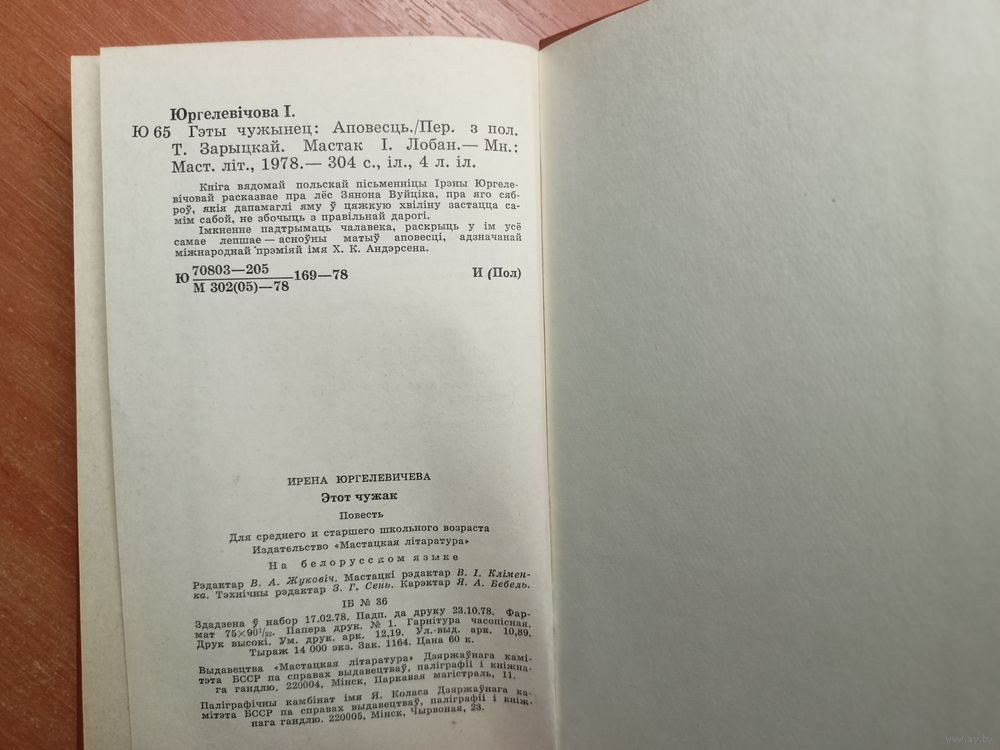 Юргелевічова І.
Ю 65 Гэты чужынец: Аповесць./Пер. з пол.
Т. Зарыцкай. Мастак І. Лобан.— Мн.:
Маст. літ., 1978.— 304 с., іл., 4 л. іл.
Кніга вядомай польскай пісьменніцы Ірэны Юргеле-
вічовай расказвае пра лёс Зянона Вуйціка, пра яго сяб-
роў, якія дапамаглі яму ў цяжкую хвіліну застацца са-
мім сабой, не збочыць з правільнай дарогі.
Імкненне падтрымаць чалавека, раскрыць у ім усё
самае лепшае — асноўны матыў аповесці, адзначанай
міжнароднай прэміяй імя Х. К. Андэрсена.
70803—205
Ю —169—78 И (Пол)
М 302(05)—78
ИРЕНА ЮРГЕЛЕВИЧЕВА
Этот чужак
Повесть
Для среднего и старшего школьного возраста
Издательство «Мастацкая літаратура»
На белорусском языке
Рэдактар В. А. Жуковіч. Мастацкі рэдактар В. І. Клімен-
ка. Тэхнічны рэдактар З. Г. Сень. Карэктар Я. А. Бебель.
ІБ № 36
Здадзена ў набор 17.02.78. Падп. да друку 23.10.78. Фар-
мат 75×90¹/₃₂. Папера друк. № 1. Гарнітура часопісная.
Друк высокі. Ум. друк. арк. 12,19. Ул.-выд. арк. 10,89.
Тыраж 14 000 экз. Зак. 1164. Цана 60 к.
Выдавецтва «Мастацкая літаратура» Дзяржаўнага камі-
тэта БССР па справах выдавецтваў, паліграфіі і кніжна-
га гандлю. 220004, Мінск, Паркавая магістраль, 11.
Паліграфічны камбінат імя Я. Коласа Дзяржаўнага ка-
мітэта БССР па справах выдавецтваў, паліграфіі і кніж-
нага гандлю. 220005, Мінск, Чырвоная, 23.
www.ay.by